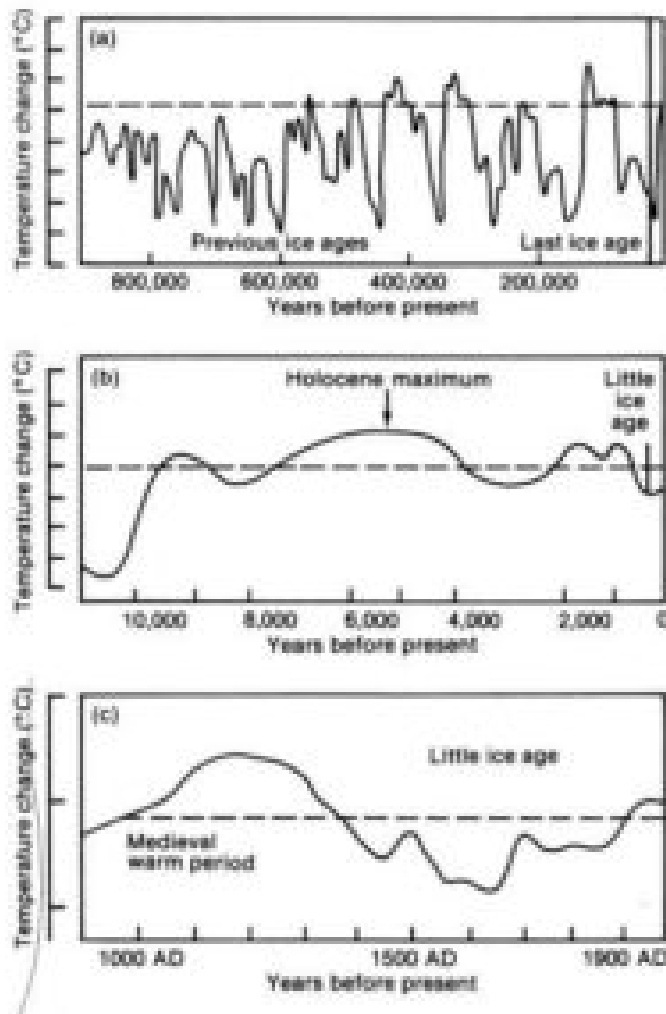 Temperature change (°C)
(a)
Previous ice ages
Last ice age
800,000
600,000
400,000
200,000
Years before present
Temperature change (°C)
(b)
Holocene maximum
Little
ice
age
10,000
8,000
6,000
4,000
2,000
0
Years before present
Temperature change (°C)
(c)
Little ice age
Medieval
warm period
1000 AD
1500 AD
1900 AD
Years before present